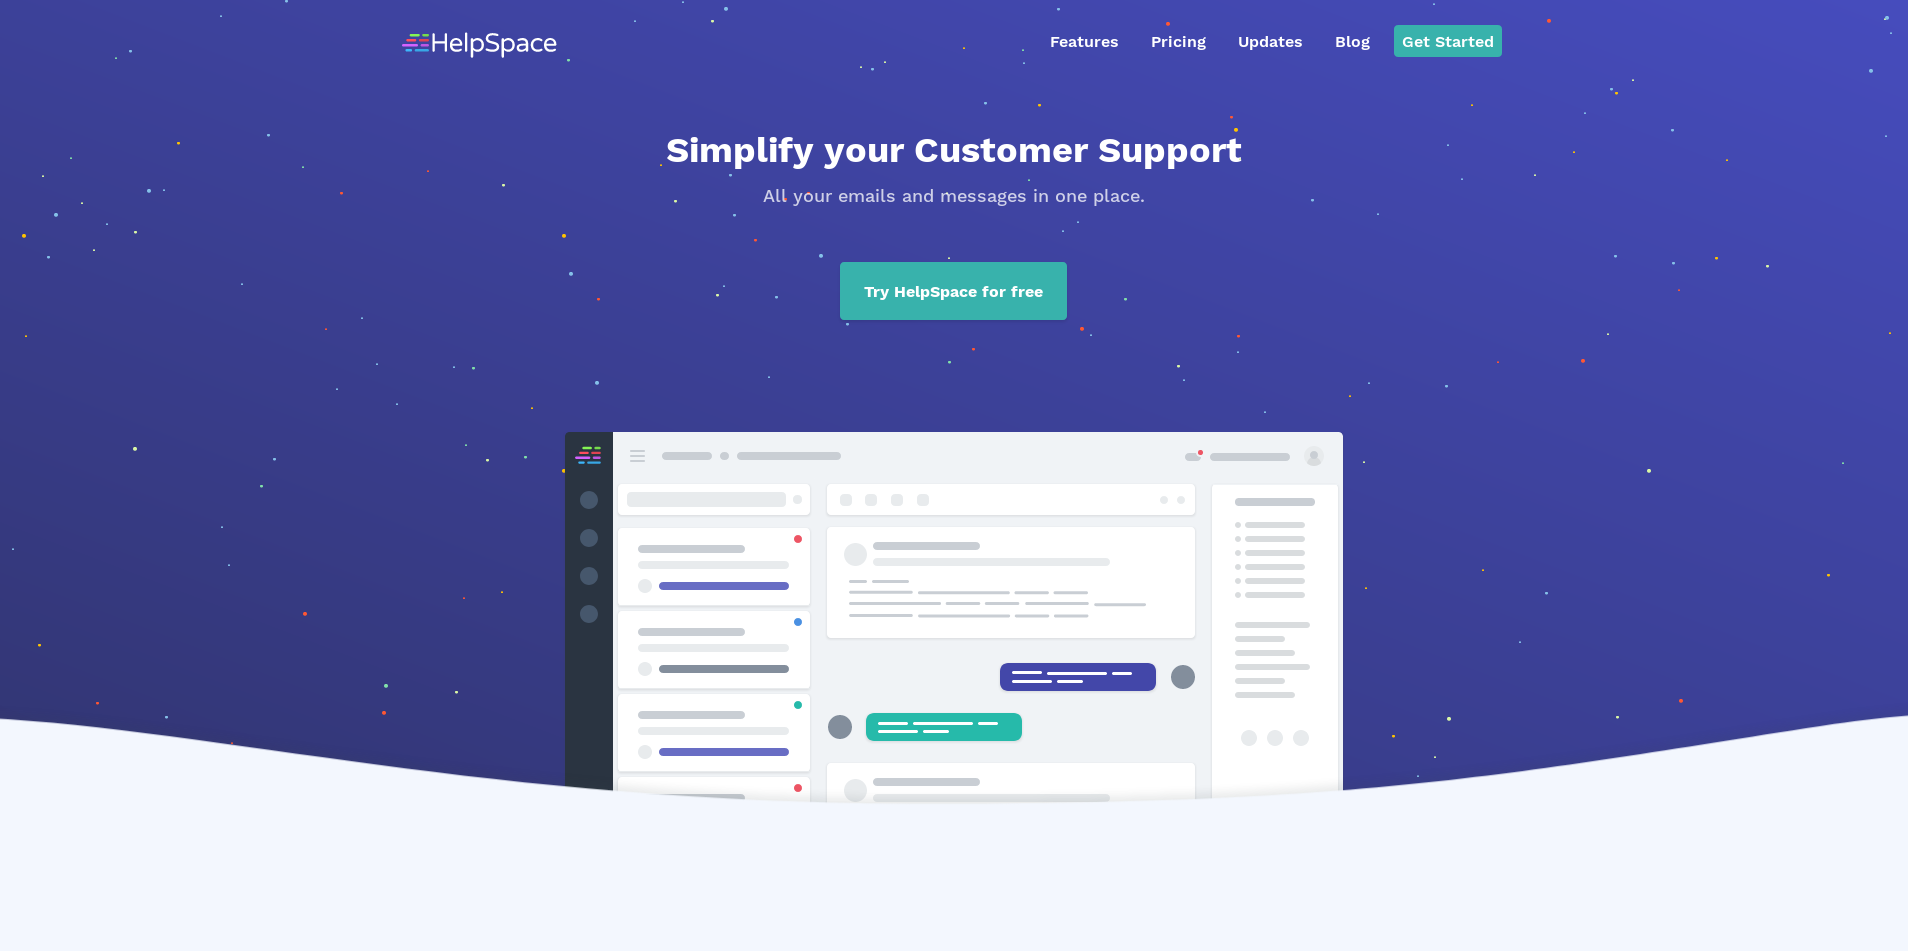 HelpSpace
Features
Pricing
Updates
Blog
Get Started
Simplify your Customer Support
All your emails and messages in one place.
Try HelpSpace for free